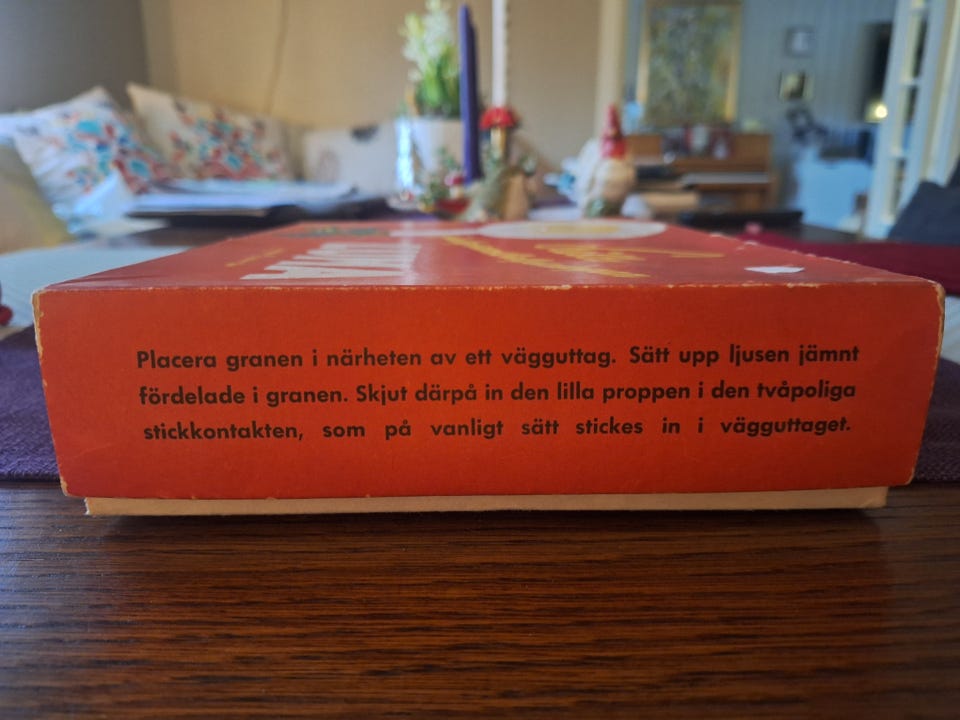 Placera granen i närheten av ett vägguttag. Sätt upp ljusen jämnt
fördelade i granen. Skjut därpå in den lilla proppen i den tvåpoliga
stickkontakten, som på vanligt sätt stickes in i vägguttaget.